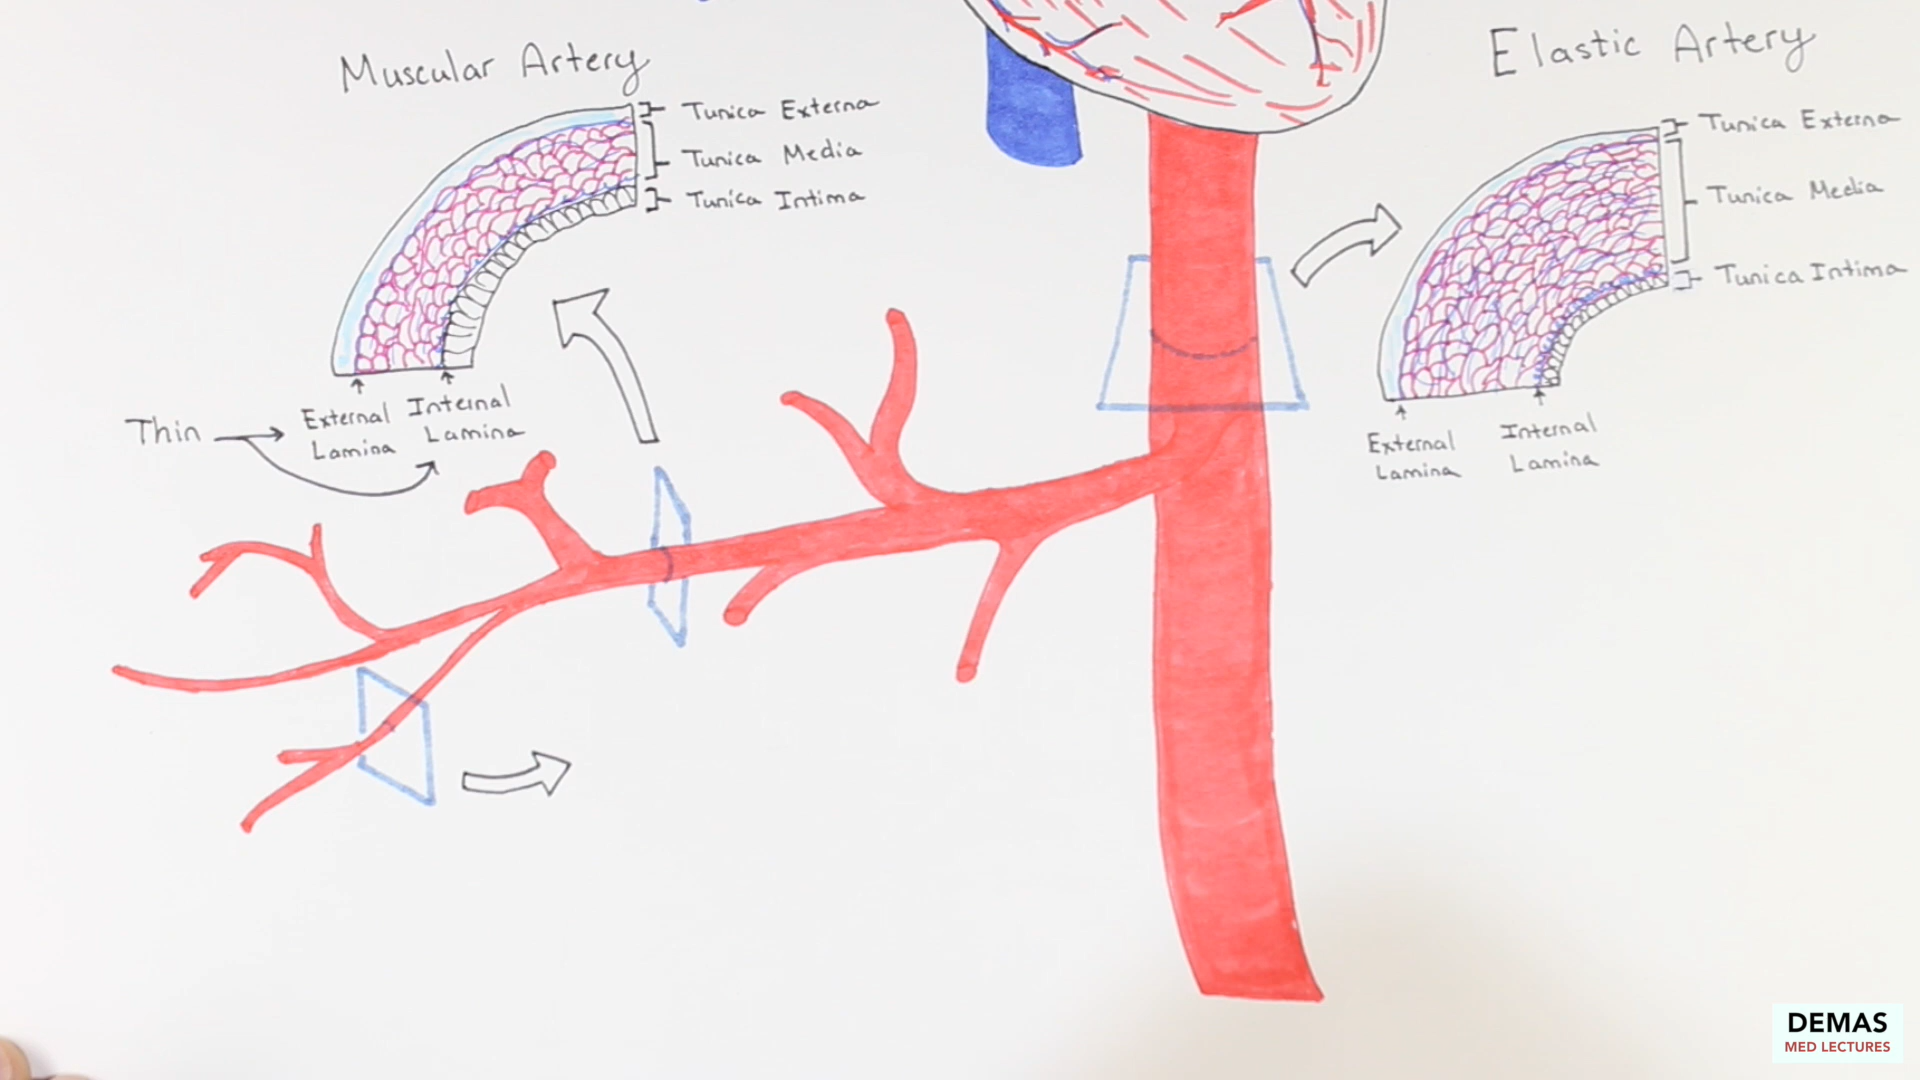 Muscular Artery
Tunica Externa
Tunica Media
Tunica Intima
External
Lamina
Internal
Lamina
Thin
Elastic Artery
Tunica Externa
Tunica Media
Tunica Intima
External
Lamina
Internal
Lamina
DEMAS
MED LECTURES